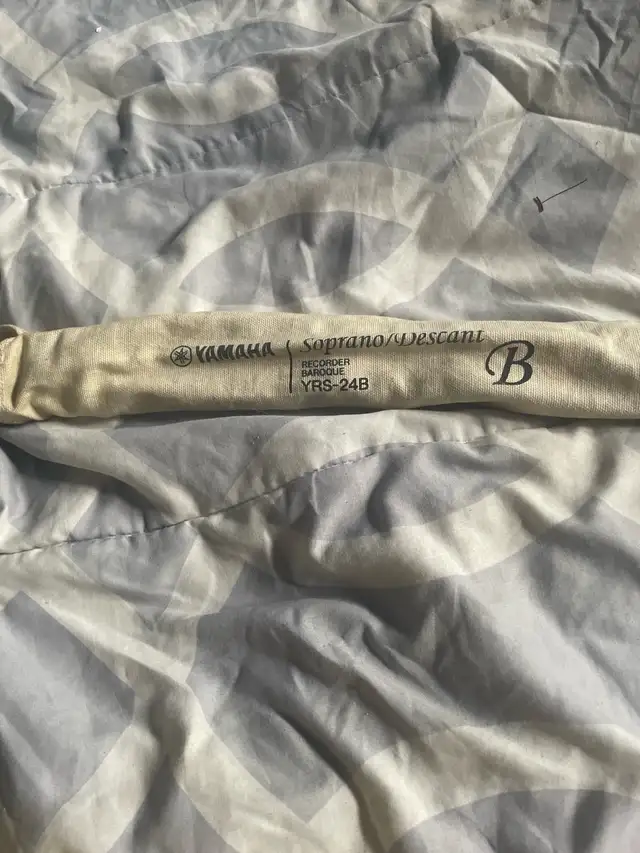 YAMAHA
Soprano/Descant
RECORDER
BAROQUE
YRS-24B
B